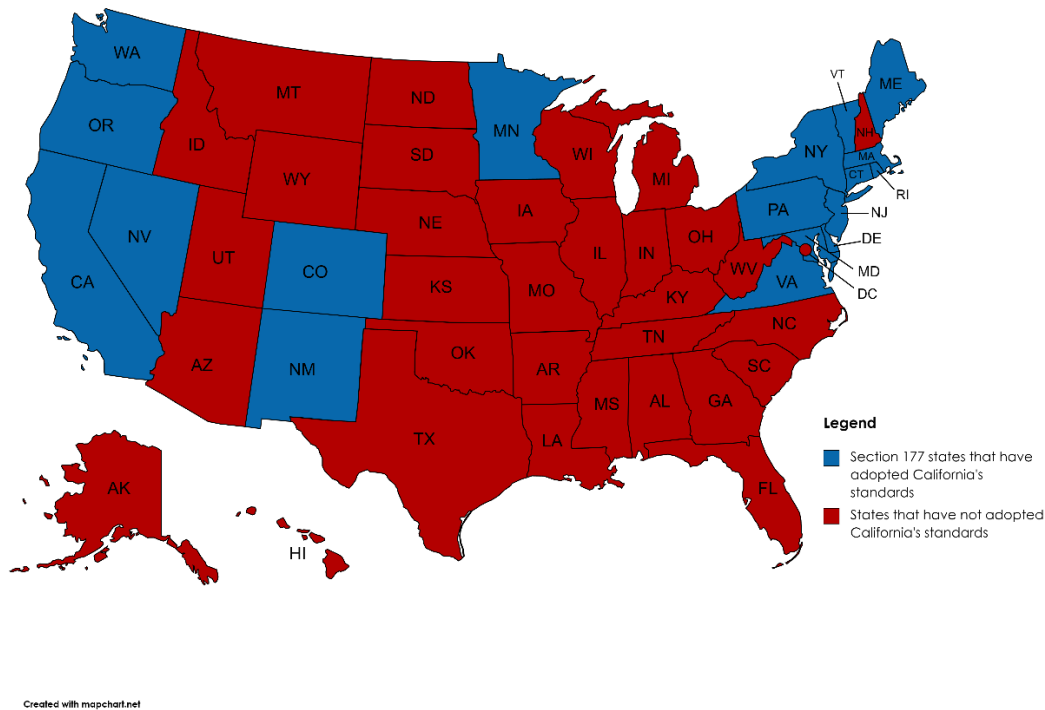 WA
MT
ND
MN
VT
ME
OR
ID
SD
WI
MI
NY
NH
MA
CT
RI
WY
IA
NE
PA
NJ
NV
UT
CO
IL
IN
OH
DE
CA
KS
MO
WV
VA
MD
DC
KY
NC
AZ
NM
OK
AR
TN
SC
TX
LA
MS
AL
GA
FL
AK
HI
Legend
Section 177 states that have
adopted California's
standards
States that have not adopted
California's standards
Created with mapchart.net